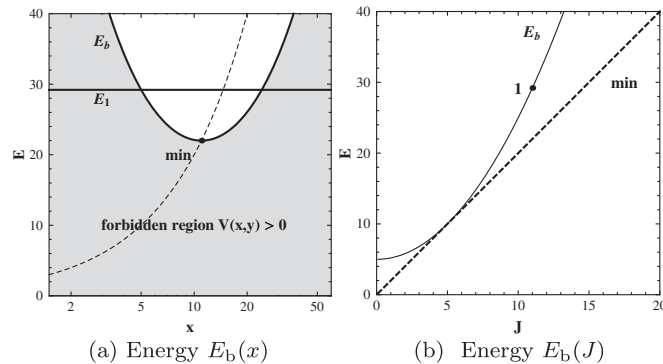 40
30
20
10
0
E
E_b
E_1
min
forbidden region V(x,y) > 0
2
5
10
20
50
x
(a) Energy E_b(x)
40
30
20
10
0
E
E_b
1
min
0
5
10
15
20
J
(b) Energy E_b(J)